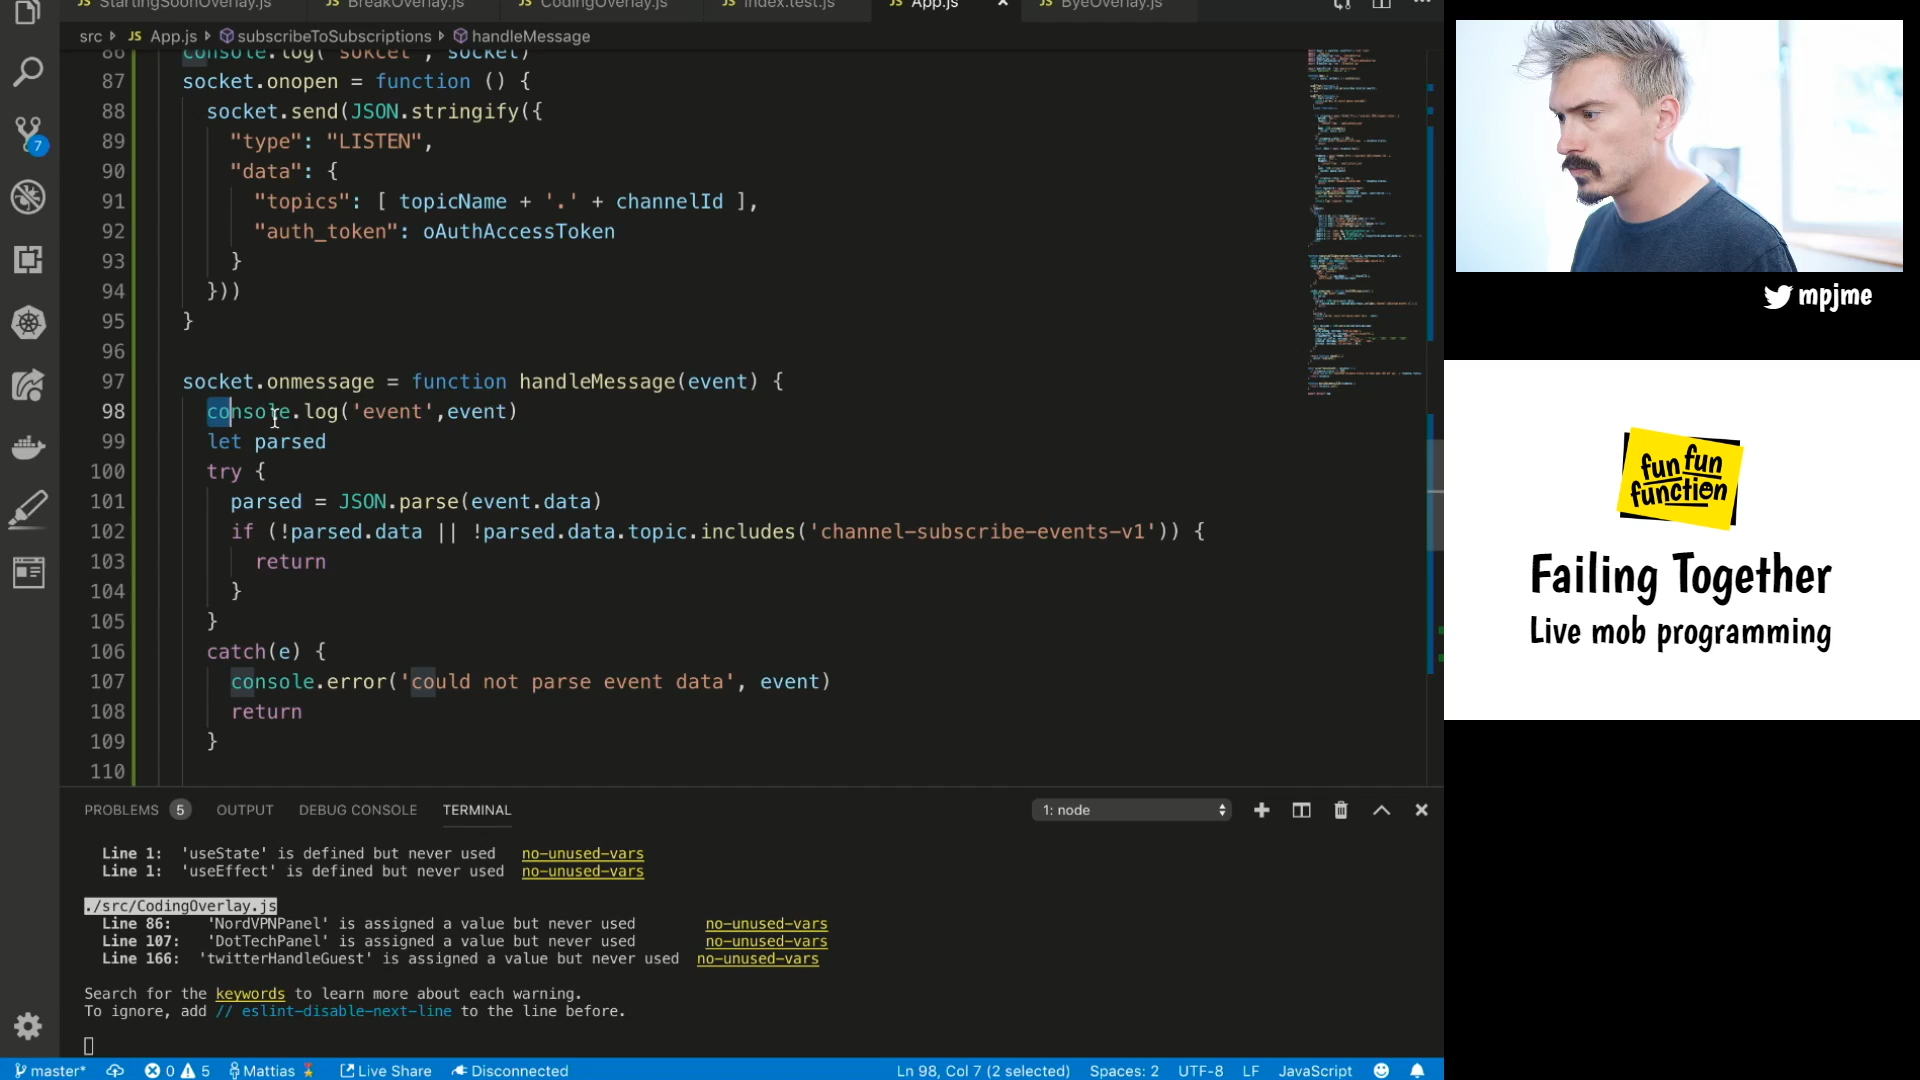 StartingSoonOverlay.js
JS BreakOverlay.js
JS CodingOverlay.js
JS index.test.js
JS App.js
JS ByeOverlay.js
src › JS App.js › subscribeToSubscriptions › handleMessage
86 console.log('sokcet', socket)
87 socket.onopen = function () {
88 socket.send(JSON.stringify({
89 "type": "LISTEN",
90 "data": {
91 "topics": [ topicName + '.' + channelId ],
92 "auth_token": oAuthAccessToken
93 }
94 }))
95 }
96
97 socket.onmessage = function handleMessage(event) {
98 console.log('event',event)
99 let parsed
100 try {
101 parsed = JSON.parse(event.data)
102 if (!parsed.data || !parsed.data.topic.includes('channel-subscribe-events-v1')) {
103 return
104 }
105 }
106 catch(e) {
107 console.error('could not parse event data', event)
108 return
109 }
110
7
PROBLEMS 5 OUTPUT DEBUG CONSOLE TERMINAL 1: node
Line 1: 'useState' is defined but never used no-unused-vars
Line 1: 'useEffect' is defined but never used no-unused-vars
./src/CodingOverlay.js
Line 86: 'NordVPNPanel' is assigned a value but never used no-unused-vars
Line 107: 'DotTechPanel' is assigned a value but never used no-unused-vars
Line 166: 'twitterHandleGuest' is assigned a value but never used no-unused-vars
Search for the keywords to learn more about each warning.
To ignore, add // eslint-disable-next-line to the line before.
master* 0 5 Mattias Live Share Disconnected Ln 98, Col 7 (2 selected) Spaces: 2 UTF-8 LF JavaScript
mpjme
fun fun
function
Failing Together
Live mob programming